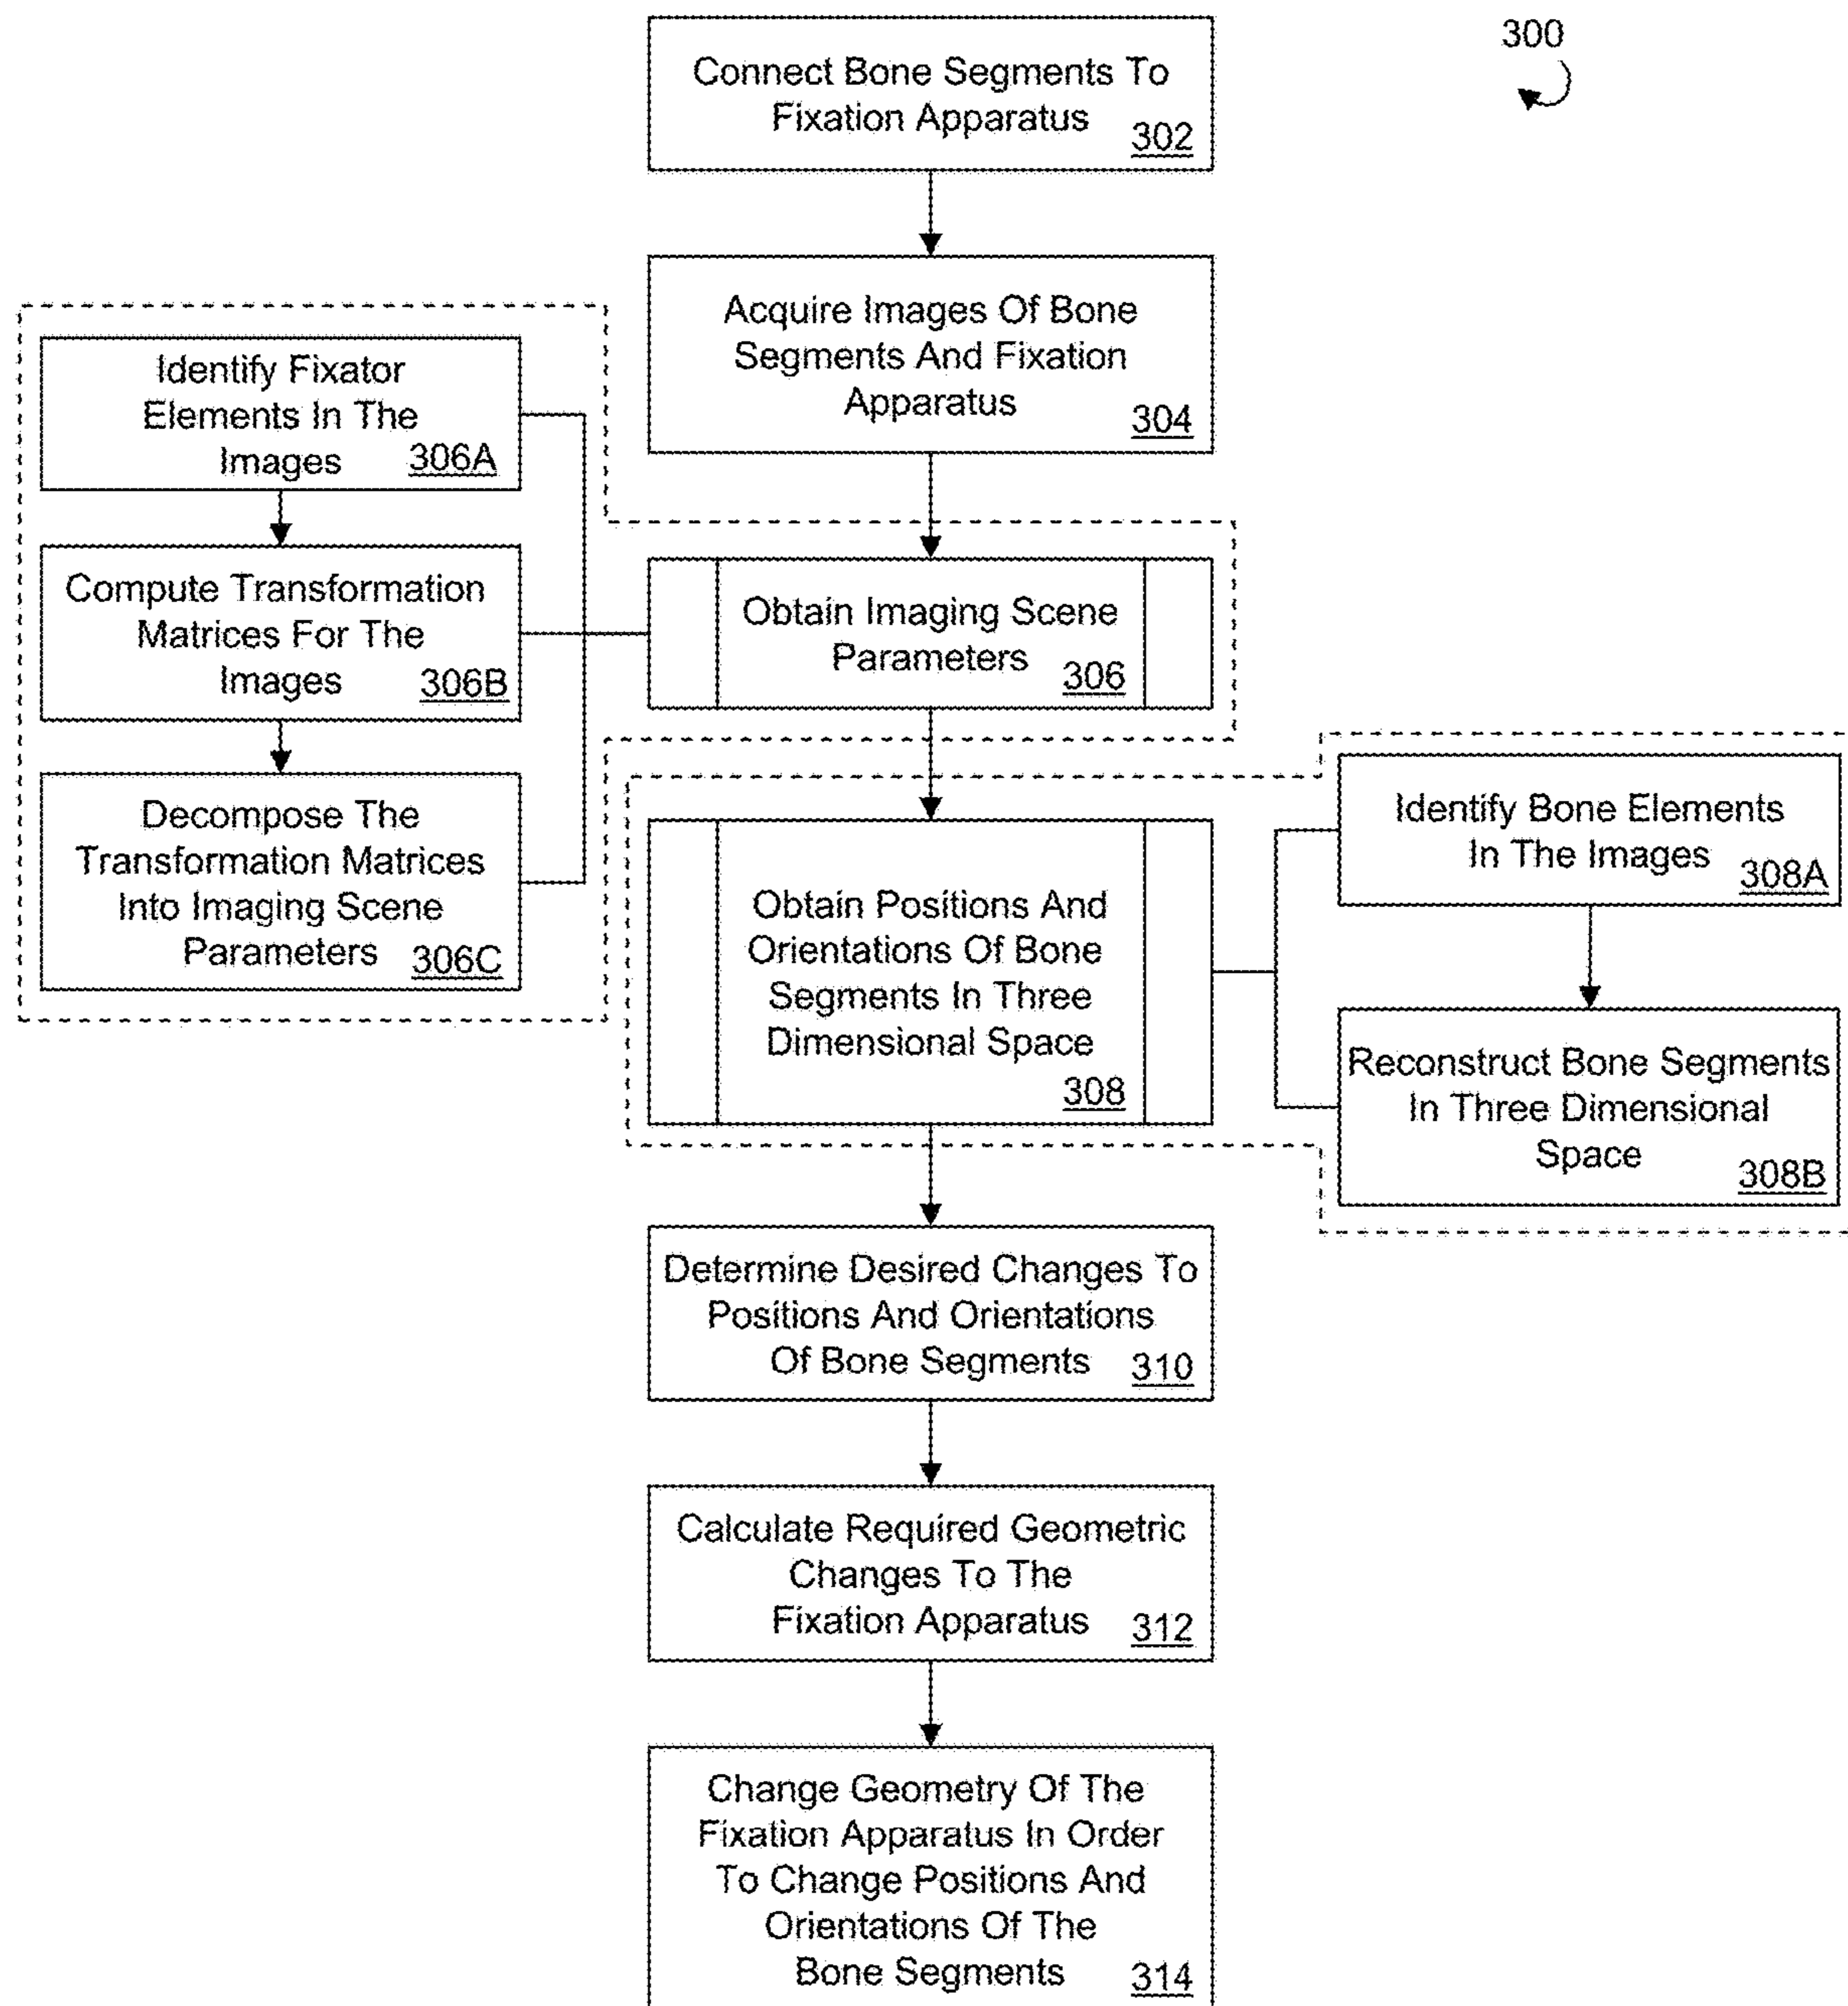 300
Connect Bone Segments To
Fixation Apparatus
302
Acquire Images Of Bone
Segments And Fixation
Apparatus
304
Identify Fixator
Elements In The
Images
306A
Compute Transformation
Matrices For The
Images
306B
Decompose The
Transformation Matrices
Into Imaging Scene
Parameters
306C
Obtain Imaging Scene
Parameters
306
Obtain Positions And
Orientations Of Bone
Segments In Three
Dimensional Space
308
Identify Bone Elements
In The Images
308A
Reconstruct Bone Segments
In Three Dimensional
Space
308B
Determine Desired Changes To
Positions And Orientations
Of Bone Segments
310
Calculate Required Geometric
Changes To The
Fixation Apparatus
312
Change Geometry Of The
Fixation Apparatus In Order
To Change Positions And
Orientations Of The
Bone Segments
314